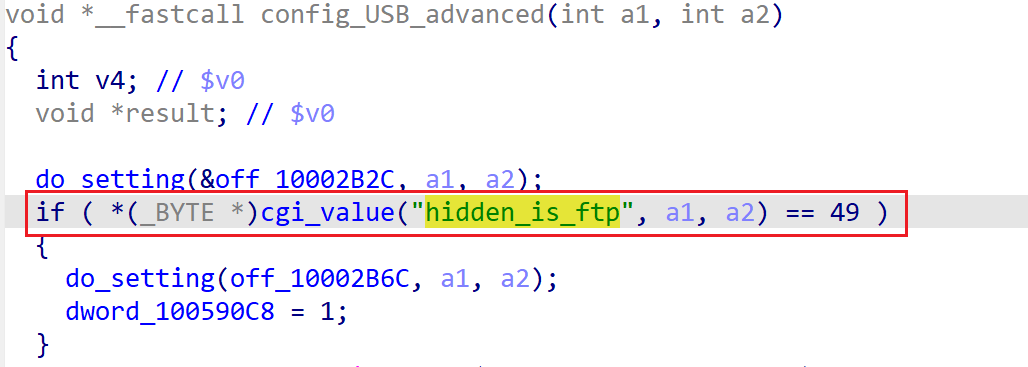 void *__fastcall config_USB_advanced(int a1, int a2)
{
int v4; // $v0
void *result; // $v0
do_setting(&off_10002B2C, a1, a2);
if ( *(_BYTE *)cgi_value("hidden_is_ftp", a1, a2) == 49 )
{
do_setting(off_10002B6C, a1, a2);
dword_100590C8 = 1;
}